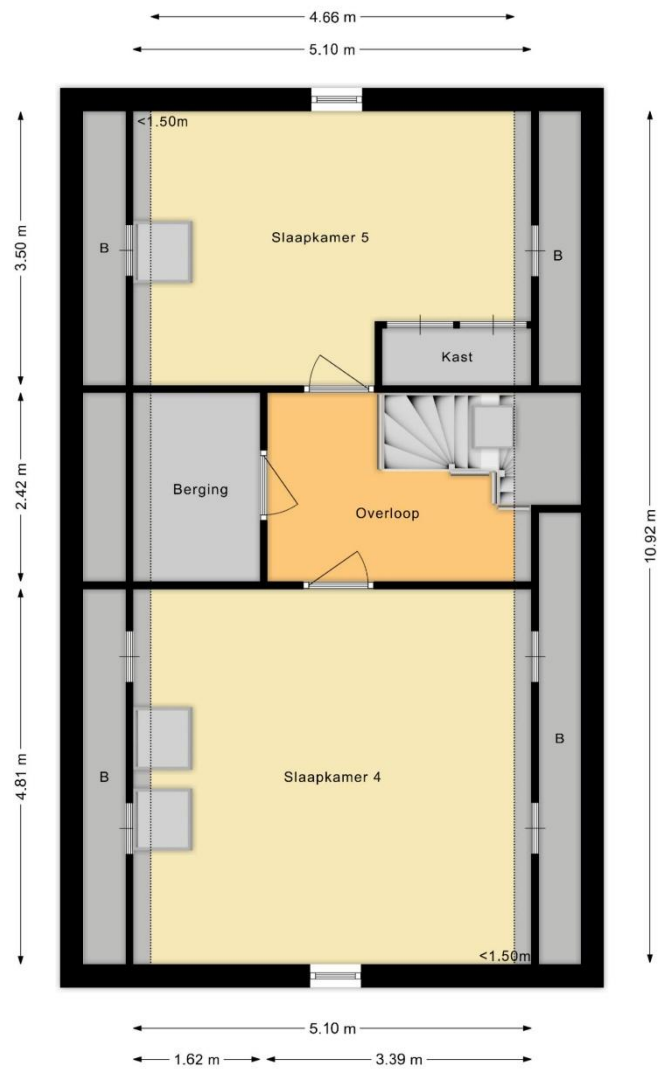 4.66 m
5.10 m
<1.50m
3.50 m
B
Slaapkamer 5
B
Kast
2.42 m
Berging
Overloop
10.92 m
4.81 m
B
Slaapkamer 4
B
<1.50m
5.10 m
1.62 m
3.39 m